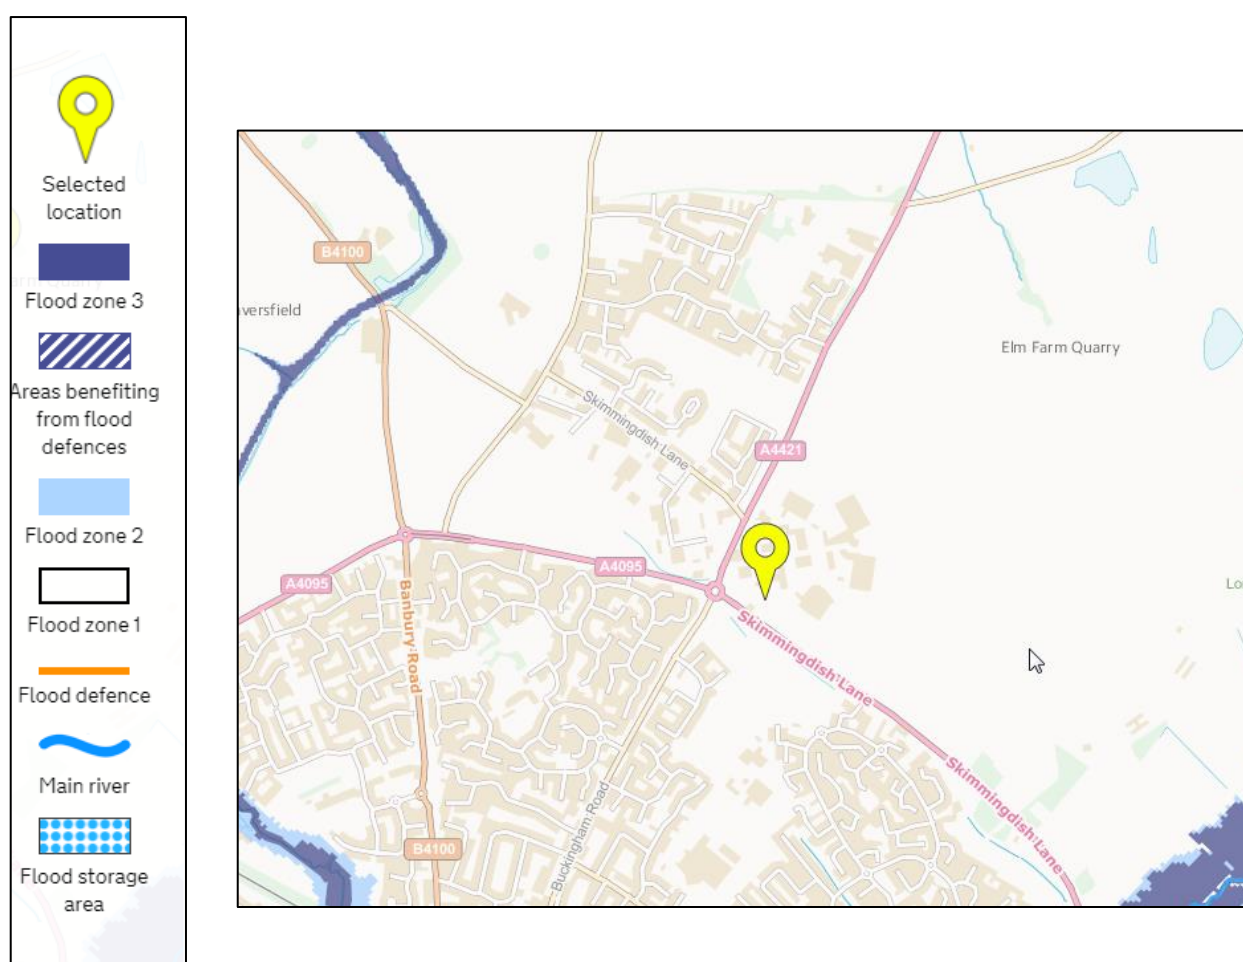 Selected
location
Flood zone 3
Areas benefiting
from flood
defences
Flood zone 2
Flood zone 1
Flood defence
Main river
Flood storage
area
B4100
aversfield
Elm Farm Quarry
Skimmingdish Lane
A4421
A4095
A4095
Banbury Road
Skimmingdish Lane
Lo
Skimmingdish Lane
Buckingham Road
B4100